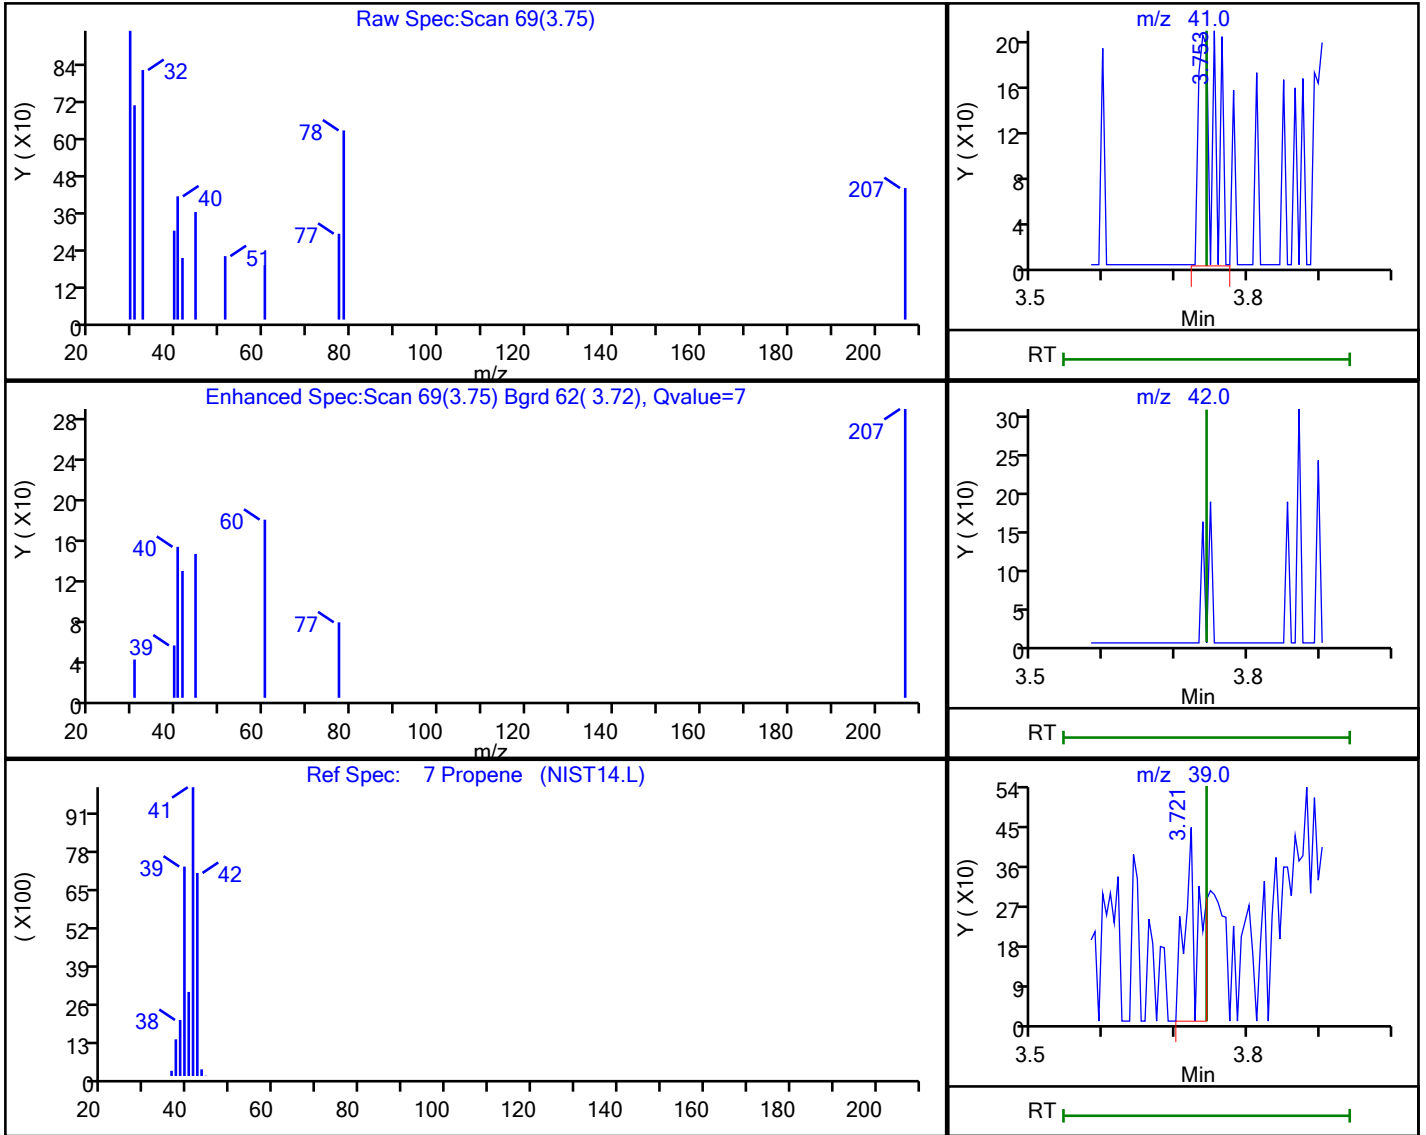 Raw Spec:Scan 69(3.75)
Y ( X10)
84
72
60
48
36
24
12
0
32
40
51
77
78
207
20 40 60 80 100 120 140 160 180 200
m/z
m/z 41.0
Y ( X10)
20
16
12
8
4
0
3.753
3.5 3.8
Min
RT
Enhanced Spec:Scan 69(3.75) Bgrd 62( 3.72), Qvalue=7
Y ( X10)
28
24
20
16
12
8
4
0
39
40
60
77
207
20 40 60 80 100 120 140 160 180 200
m/z
m/z 42.0
Y ( X10)
30
25
20
15
10
5
0
3.5 3.8
Min
RT
Ref Spec: 7 Propene (NIST14.L)
( X100)
91
78
65
52
39
26
13
0
41
39
42
38
20 40 60 80 100 120 140 160 180 200
m/z 39.0
Y ( X10)
54
45
36
27
18
9
0
3.721
3.5 3.8
Min
RT